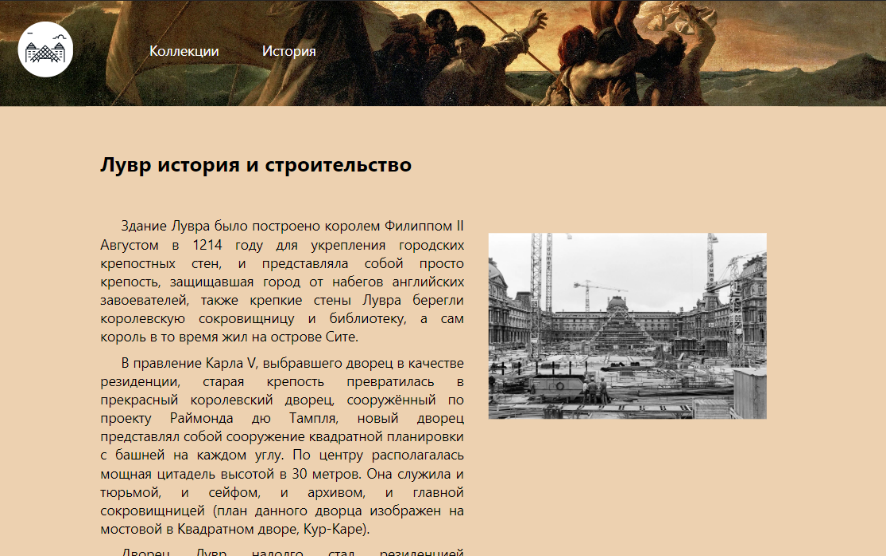 Коллекции История
Лувр история и строительство
Здание Лувра было построено королем Филиппом II
Августом в 1214 году для укрепления городских
крепостных стен, и представляла собой просто
крепость, защищавшая город от набегов английских
завоевателей, также крепкие стены Лувра берегли
королевскую сокровищницу и библиотеку, а сам
король в то время жил на острове Сите.
В правление Карла V, выбравшего дворец в качестве
резиденции, старая крепость превратилась в
прекрасный королевский дворец, сооружённый по
проекту Раймонда дю Тампля, новый дворец
представлял собой сооружение квадратной планировки
с башней на каждом углу. По центру располагалась
мощная цитадель высотой в 30 метров. Она служила и
тюрьмой, и сейфом, и архивом, и главной
сокровищницей (план данного дворца изображен на
мостовой в Квадратном дворе, Кур-Каре).
Дворец Лувр надолго стал резиденцией